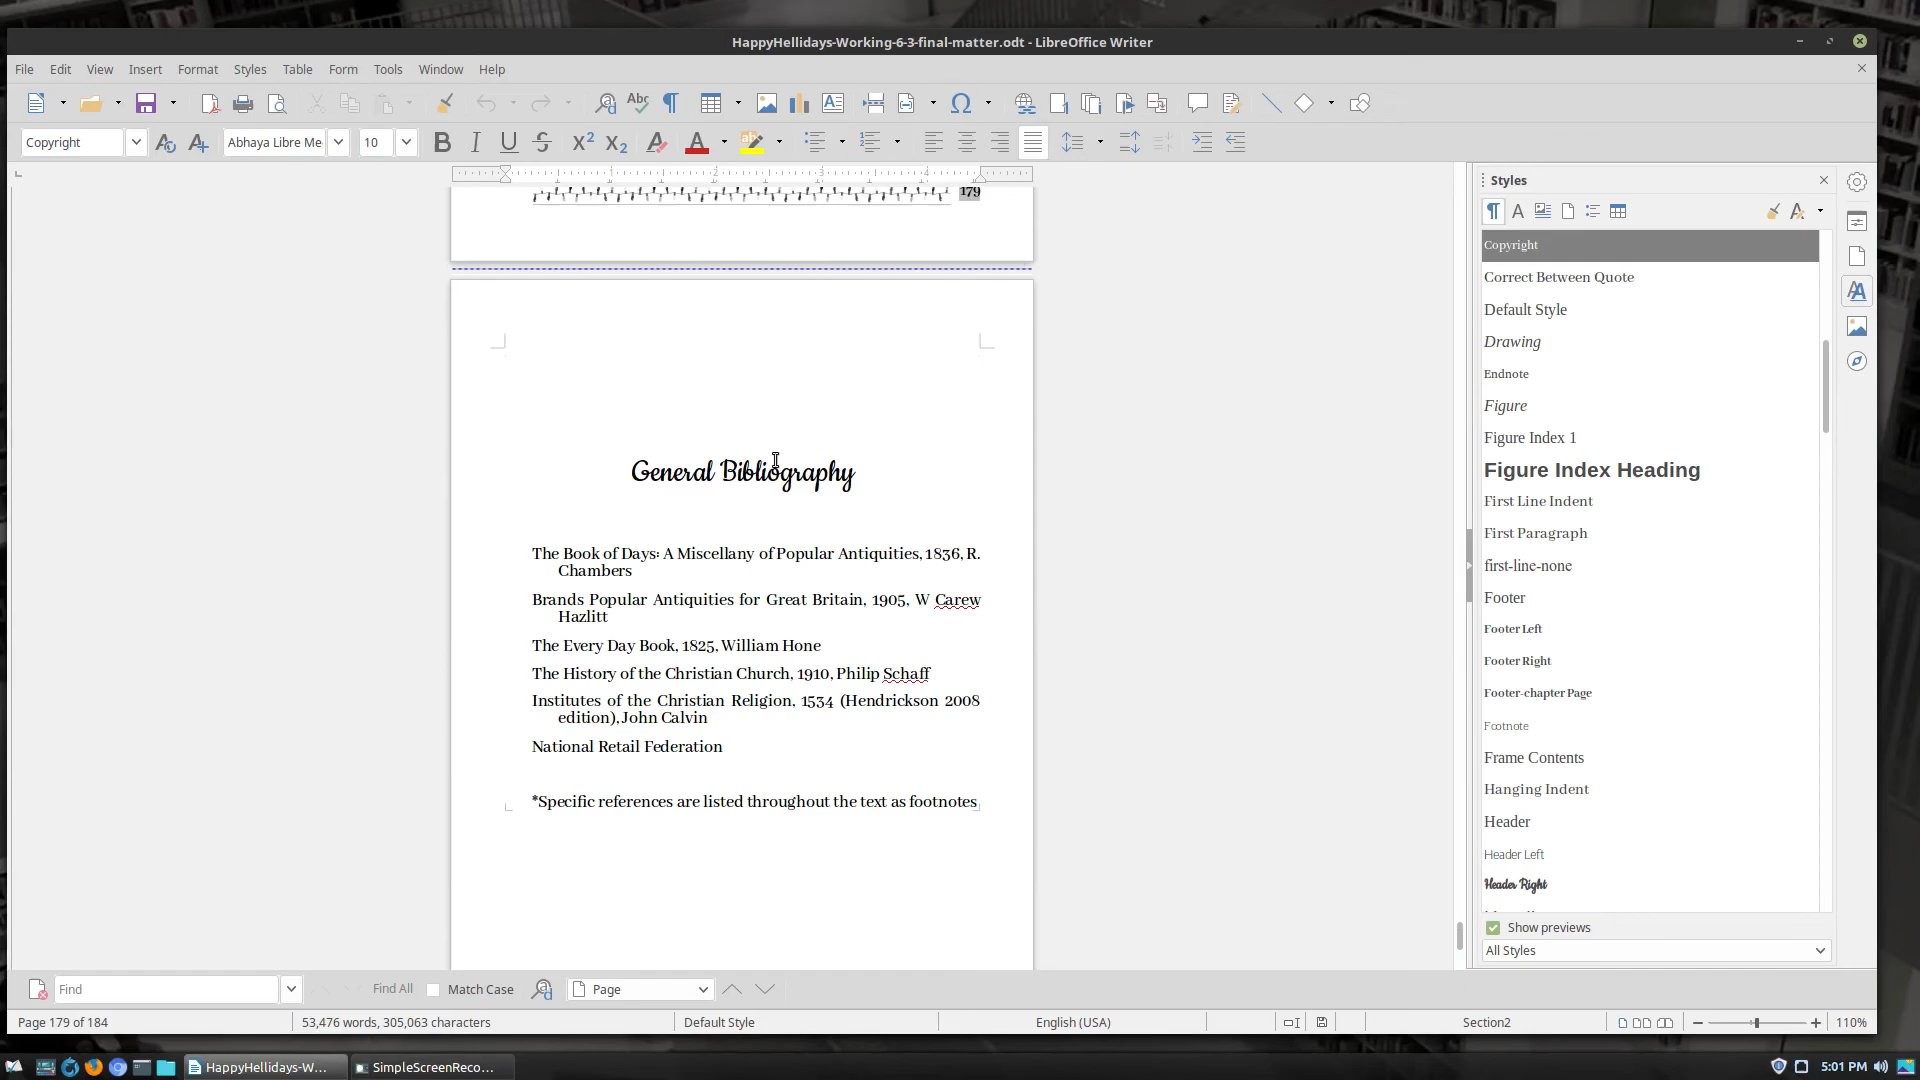 HappyHellidays-Working-6-3-final-matter.odt - LibreOffice Writer
File Edit View Insert Format Styles Table Form Tools Window Help
Copyright Abhaya Libre Me 10
179
General Bibliography
The Book of Days: A Miscellany of Popular Antiquities, 1836, R.
Chambers
Brands Popular Antiquities for Great Britain, 1905, W Carew
Hazlitt
The Every Day Book, 1825, William Hone
The History of the Christian Church, 1910, Philip Schaff
Institutes of the Christian Religion, 1534 (Hendrickson 2008
edition), John Calvin
National Retail Federation
*Specific references are listed throughout the text as footnotes
Styles
Copyright
Correct Between Quote
Default Style
Drawing
Endnote
Figure
Figure Index 1
Figure Index Heading
First Line Indent
First Paragraph
first-line-none
Footer
Footer Left
Footer Right
Footer-chapter Page
Footnote
Frame Contents
Hanging Indent
Header
Header Left
Header Right
Show previews
All Styles
Find Find All Match Case Page
Page 179 of 184 53,476 words, 305,063 characters Default Style English (USA) Section2 110%
HappyHellidays-W... SimpleScreenReco... 5:01 PM